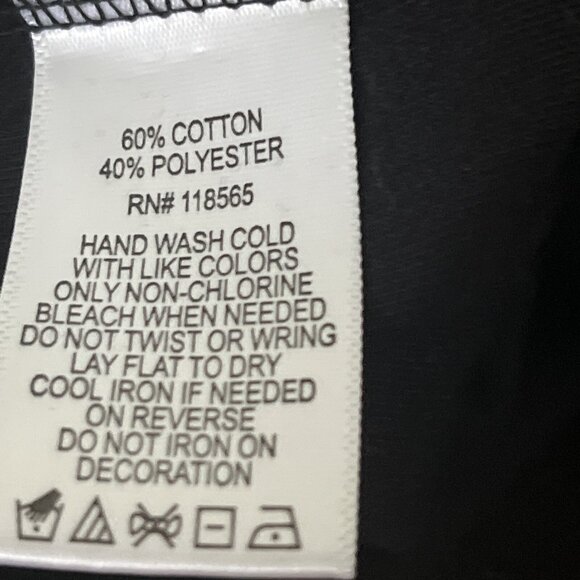 60% COTTON
40% POLYESTER
RN# 118565
HAND WASH COLD
WITH LIKE COLORS
ONLY NON-CHLORINE
BLEACH WHEN NEEDED
DO NOT TWIST OR WRING
LAY FLAT TO DRY
COOL IRON IF NEEDED
ON REVERSE
DO NOT IRON ON
DECORATION